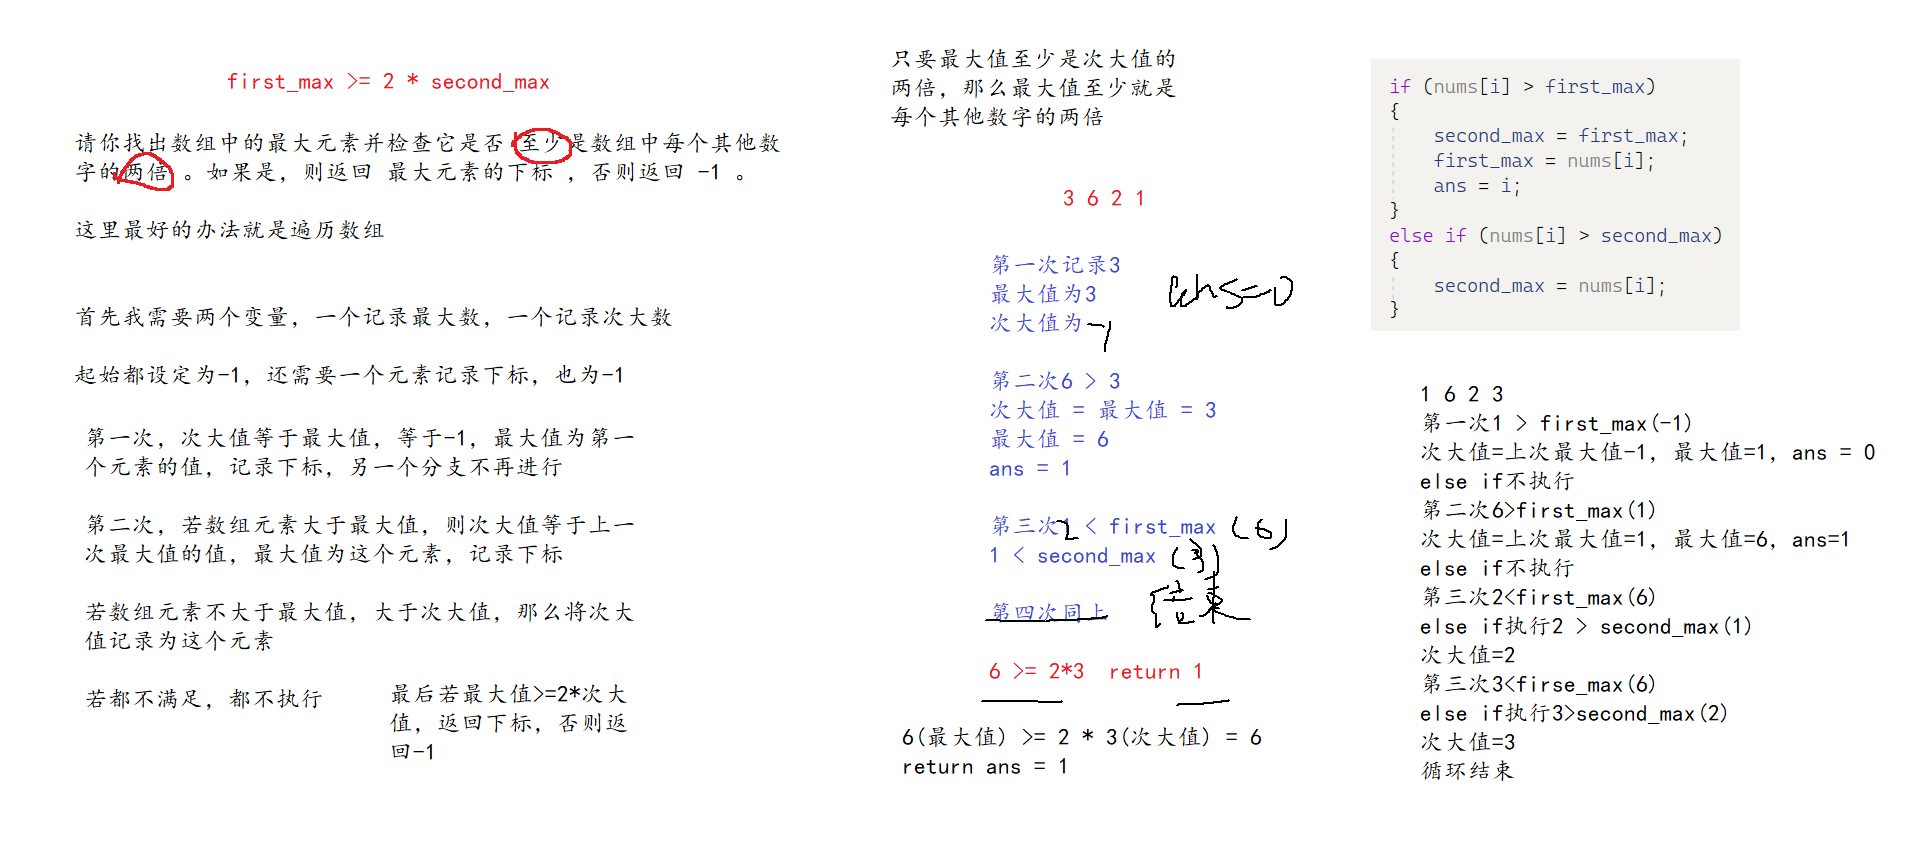 first_max >= 2 * second_max
请你找出数组中的最大元素并检查它是否 至少 是数组中每个其他数
字的两倍 。如果是，则返回 最大元素的下标 ，否则返回 -1 。
这里最好的办法就是遍历数组
首先我需要两个变量，一个记录最大数，一个记录次大数
起始都设定为-1，还需要一个元素记录下标，也为-1
第一次，次大值等于最大值，等于-1，最大值为第一
个元素的值，记录下标，另一个分支不再进行
第二次，若数组元素大于最大值，则次大值等于上一
次最大值的值，最大值为这个元素，记录下标
若数组元素不大于最大值，大于次大值，那么将次大
值记录为这个元素
若都不满足，都不执行
最后若最大值>=2*次大
值，返回下标，否则返
回-1
只要最大值至少是次大值的
两倍，那么最大值至少就是
每个其他数字的两倍
3 6 2 1
第一次记录3
最大值为3
次大值为-1
ans=0
第二次6 > 3
次大值 = 最大值 = 3
最大值 = 6
ans = 1
第三次2 < first_max (6)
1 < second_max (3)
第四次同上 结束
6 >= 2*3 return 1
6(最大值) >= 2 * 3(次大值) = 6
return ans = 1
if (nums[i] > first_max)
{
second_max = first_max;
first_max = nums[i];
ans = i;
}
else if (nums[i] > second_max)
{
second_max = nums[i];
}
1 6 2 3
第一次1 > first_max(-1)
次大值=上次最大值-1，最大值=1，ans = 0
else if不执行
第二次6>first_max(1)
次大值=上次最大值=1，最大值=6，ans=1
else if不执行
第三次2<first_max(6)
else if执行2 > second_max(1)
次大值=2
第三次3<firse_max(6)
else if执行3>second_max(2)
次大值=3
循环结束